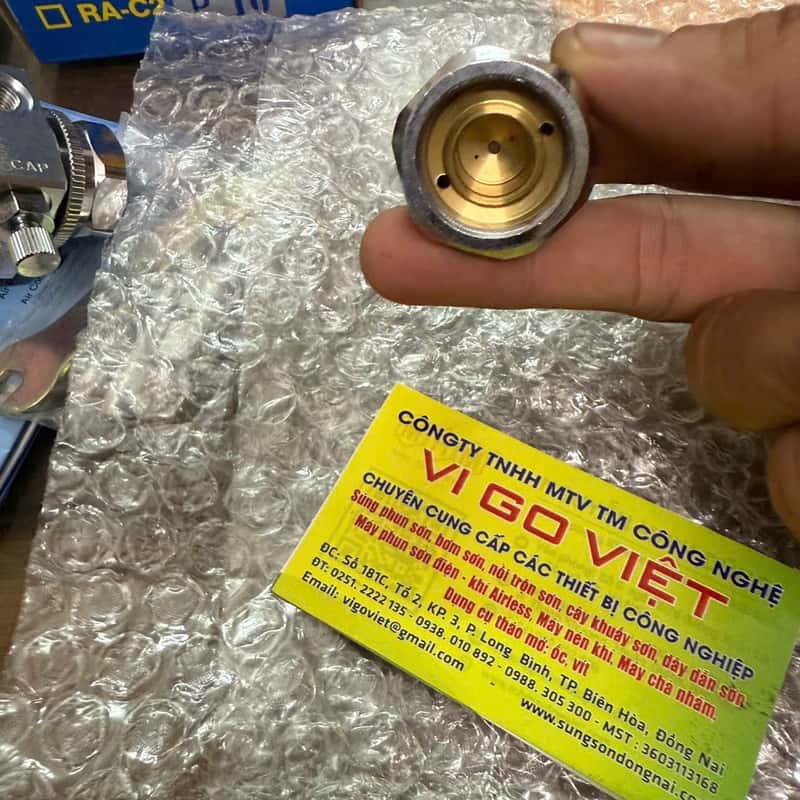 RA-C2
P 10
CAP
CÔNGTY TNHH MTV TM CÔNG NGHỆ
VI GO VIỆT
CHUYÊN CUNG CẤP CÁC THIẾT BỊ CÔNG NGHIỆP
Súng phun sơn, bơm sơn, nồi trộn sơn, cây khuấy sơn, dây dẫn sơn,
Máy phun sơn điện - khí Airless, Máy nén khí. Máy chà nhám,
Dụng cụ tháo mở: ốc, vít
ĐC. Số 181C, Tổ 2, KP. 3, P. Long Bình, TP. Biên Hòa, Đồng Nai
ĐT: 0251. 2222 135 - 0938. 010 892 - 0988. 305 300 - MST : 3603113168
Email: vigoviet@gmail.com - www.sungsondongnai.co